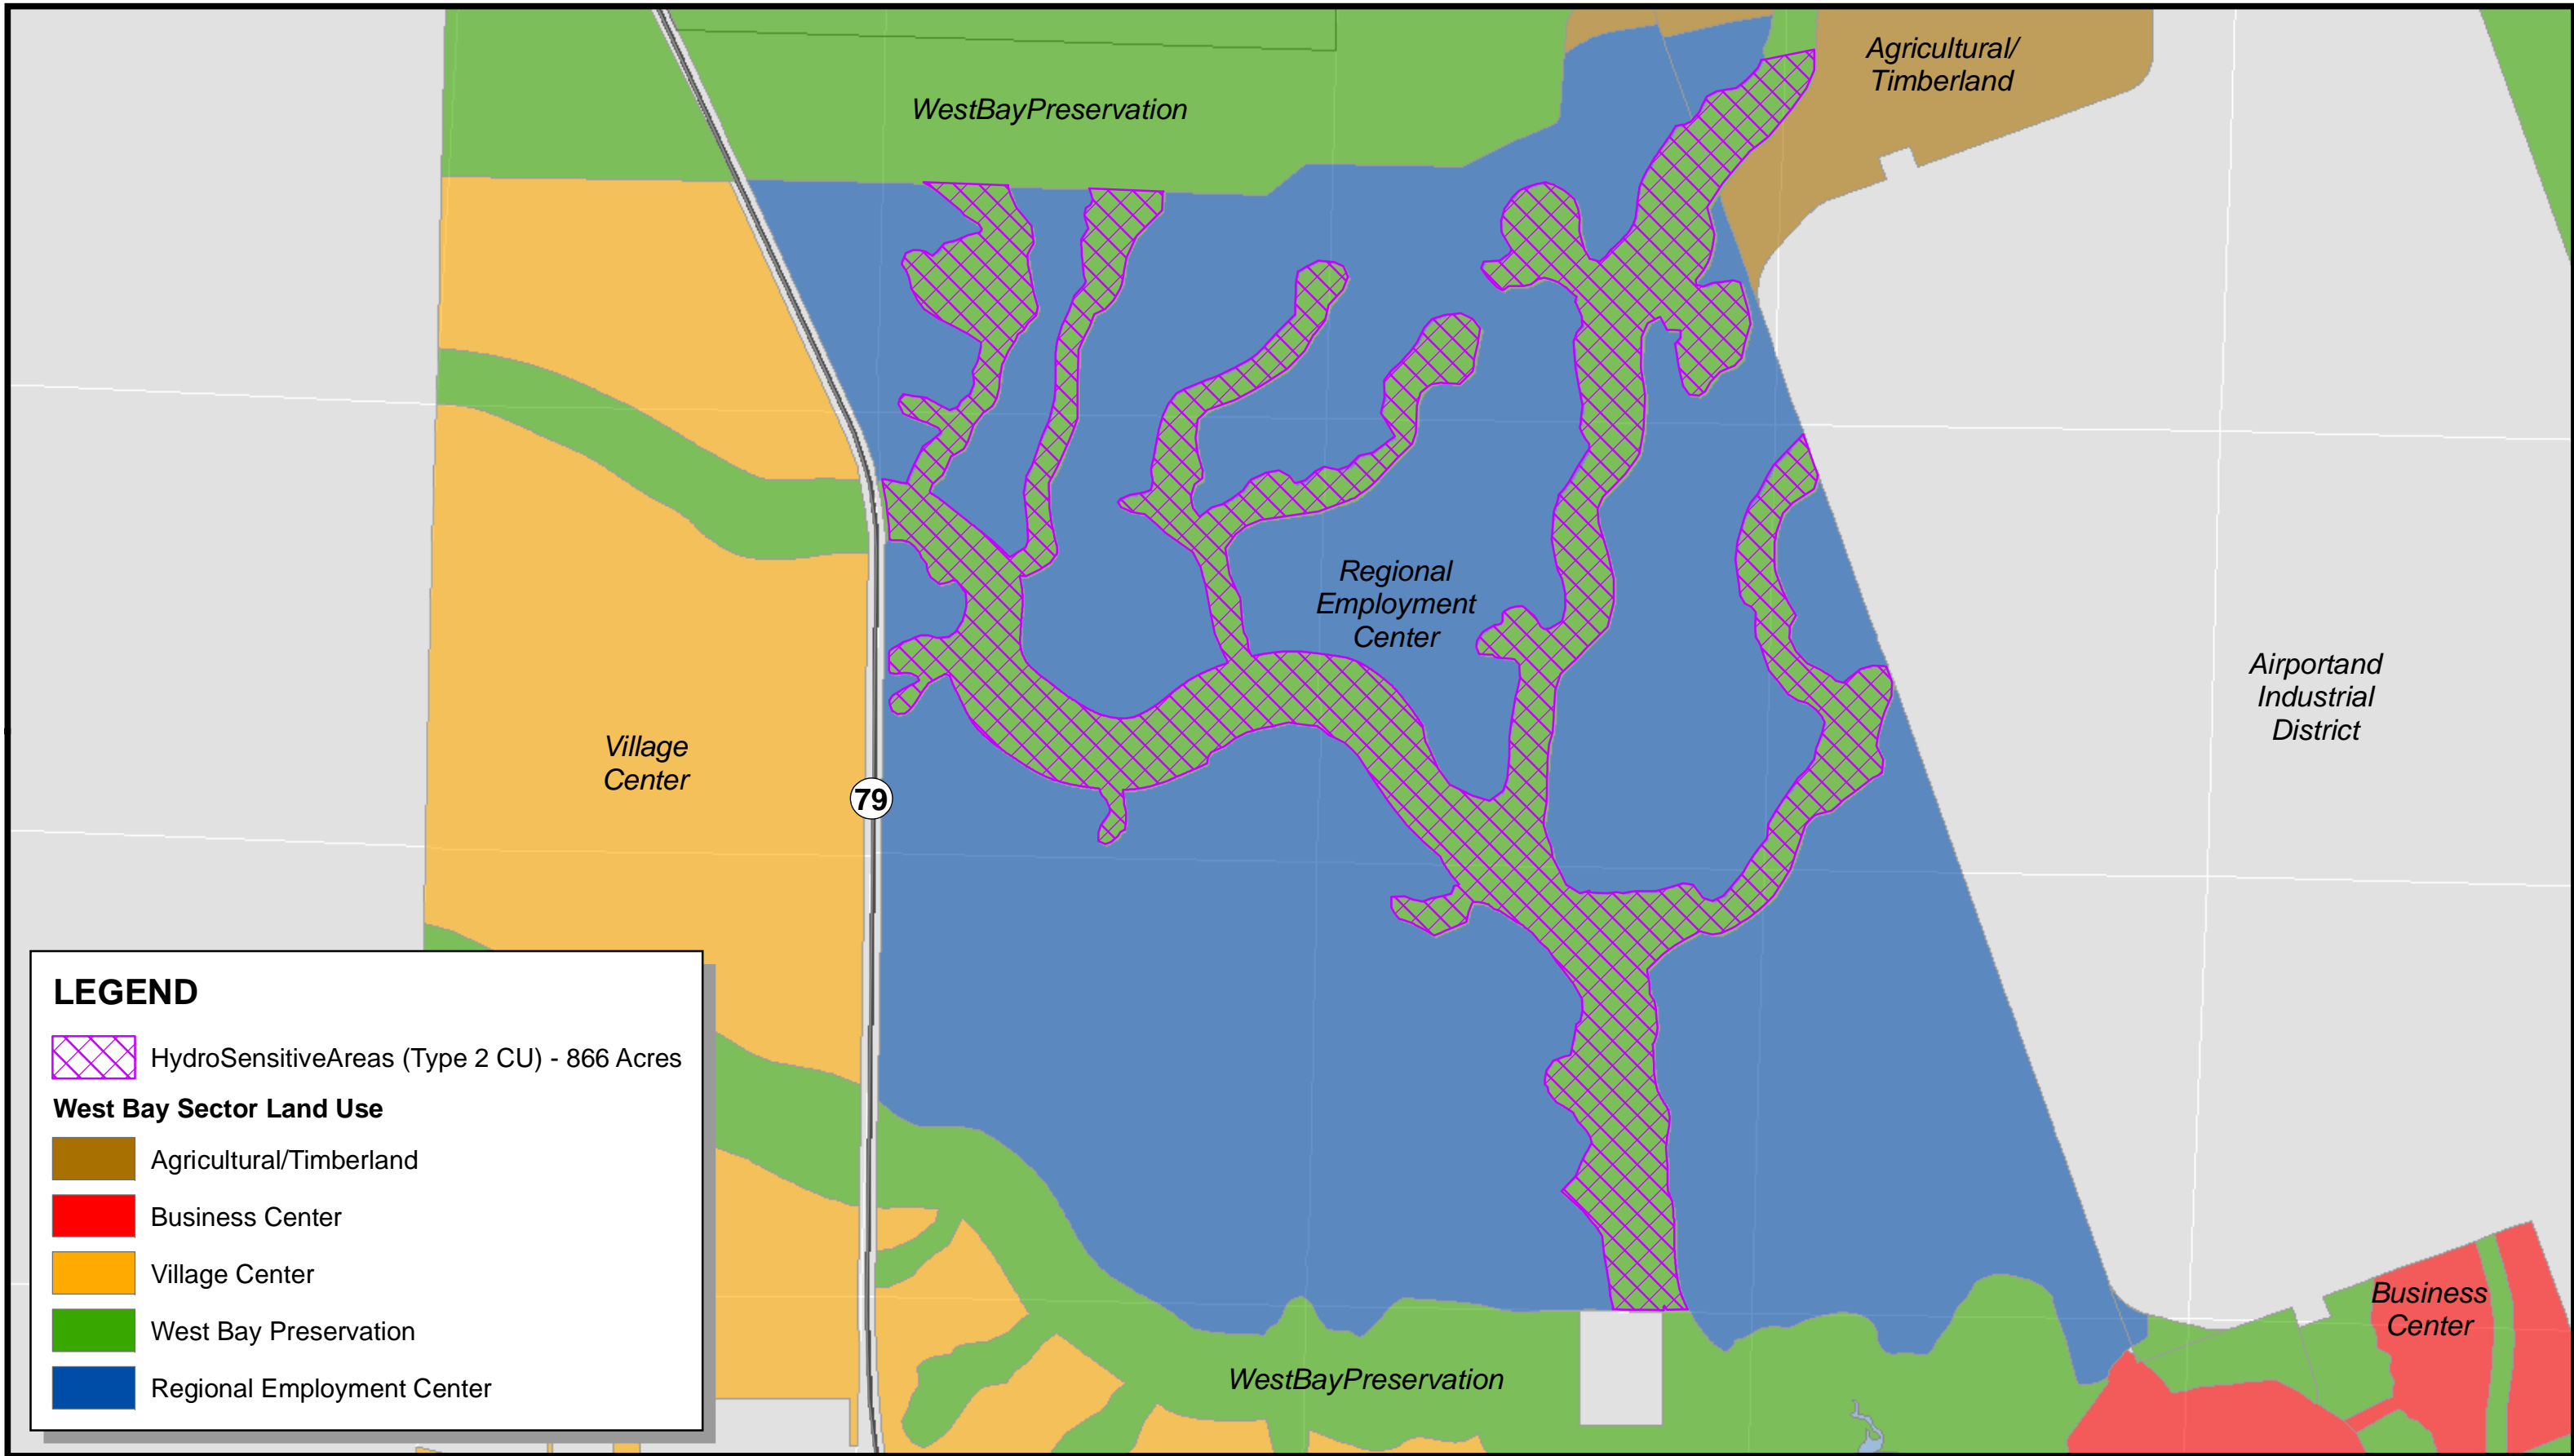 Agricultural/
Timberland
WestBayPreservation
Regional
Employment
Center
Airportand
Industrial
District
Village
Center
79
LEGEND
HydroSensitiveAreas (Type 2 CU) - 866 Acres
West Bay Sector Land Use
Agricultural/Timberland
Business Center
Village Center
West Bay Preservation
Regional Employment Center
Business
Center
WestBayPreservation